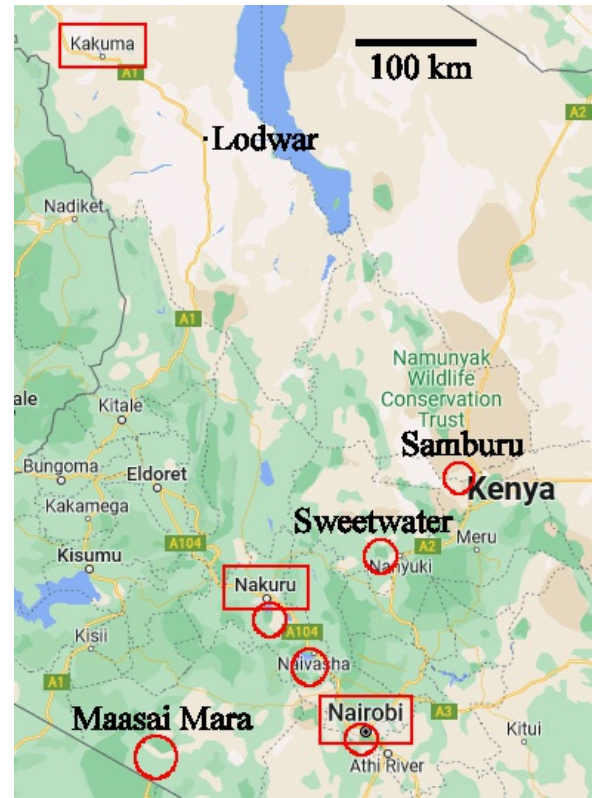 Kakuma
A1
100 km
A2
Lodwar
Nadiket
A1
Namunyak
Wildlife
Conservation
Trust
ale
Kitale
Samburu
Bungoma
Eldoret
Kenya
Kakamega
Sweetwater
A104
A2
Meru
Kisumu
Nanyuki
Nakuru
A104
Kisii
Naivasha
A1
Maasai Mara
Nairobi
A3
Kitui
Athi River